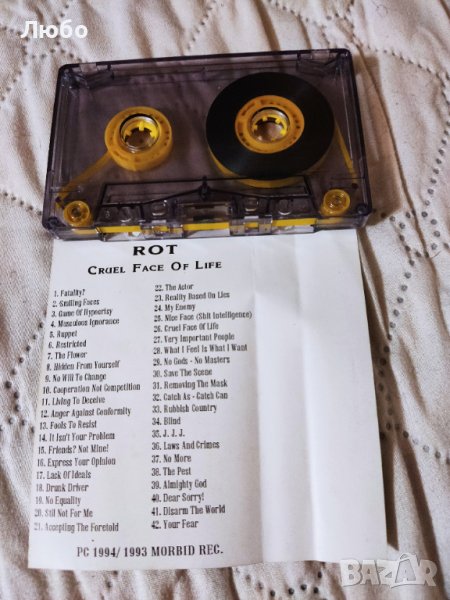 Любо
ROT
CRUEL FACE OF LIFE
1. Fatality?
2. Smiling Faces
3. Game Of Hypocrisy
4. Masculous Ignorance
5. Puppet
6. Restricted
7. The Flower
8. Hidden From Yourself
9. No Will To Change
10. Cooperation Not Competition
11. Living To Deceive
12. Anger Against Conformity
13. Fools To Resist
14. It Isn't Your Problem
15. Friends? Not Mine!
16. Express Your Opinion
17. Lack Of Ideals
18. Drunk Driver
19. No Equality
20. Still Not For Me
21. Accepting The Foretold
22. The Actor
23. Reality Based On Lies
24. My Enemy
25. Nice Face (Shit Intelligence)
26. Cruel Face Of Life
27. Very Important People
28. What I Feel Is What I Want
29. No Gods - No Masters
30. Save The Scene
31. Removing The Mask
32. Catch As - Catch Can
33. Rubbish Country
34. Blind
35. J. J. J.
36. Laws And Crimes
37. No More
38. The Pest
39. Almighty God
40. Dear Sorry!
41. Disarm The World
42. Your Fear
PC 1994/ 1993 MORBID REC.
BAZAR